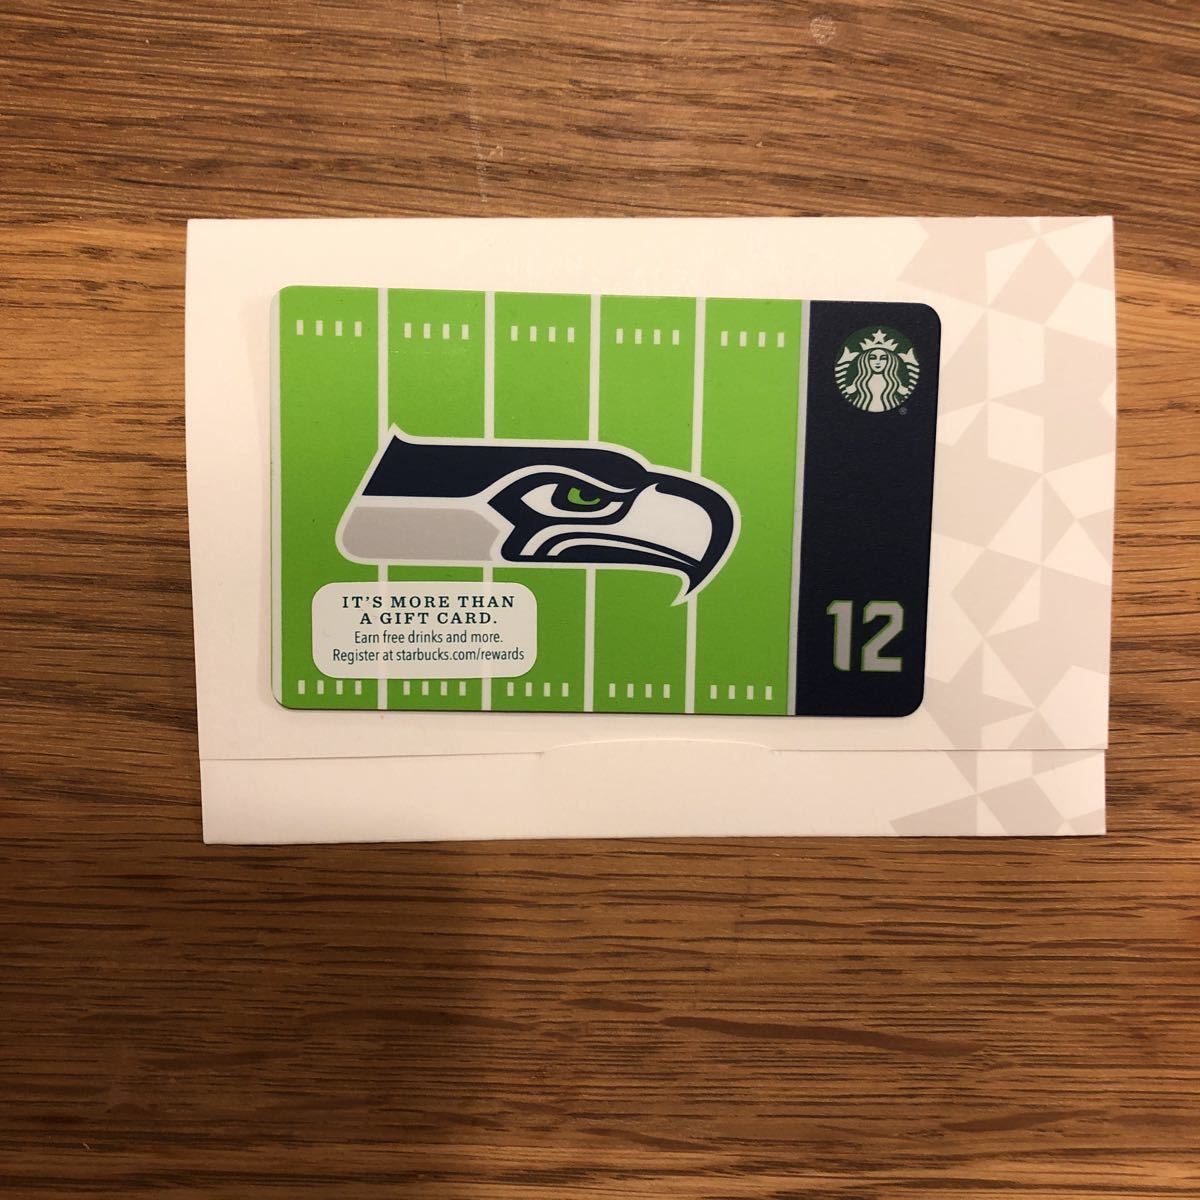 IT'S MORE THAN
A GIFT CARD.
Earn free drinks and more.
Register at starbucks.com/rewards
12
®